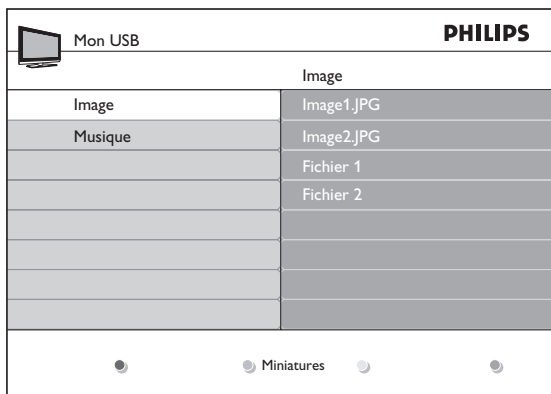 Mon USB
PHILIPS
Image
Image
Image1.JPG
Musique
Image2.JPG
Fichier 1
Fichier 2
Miniatures